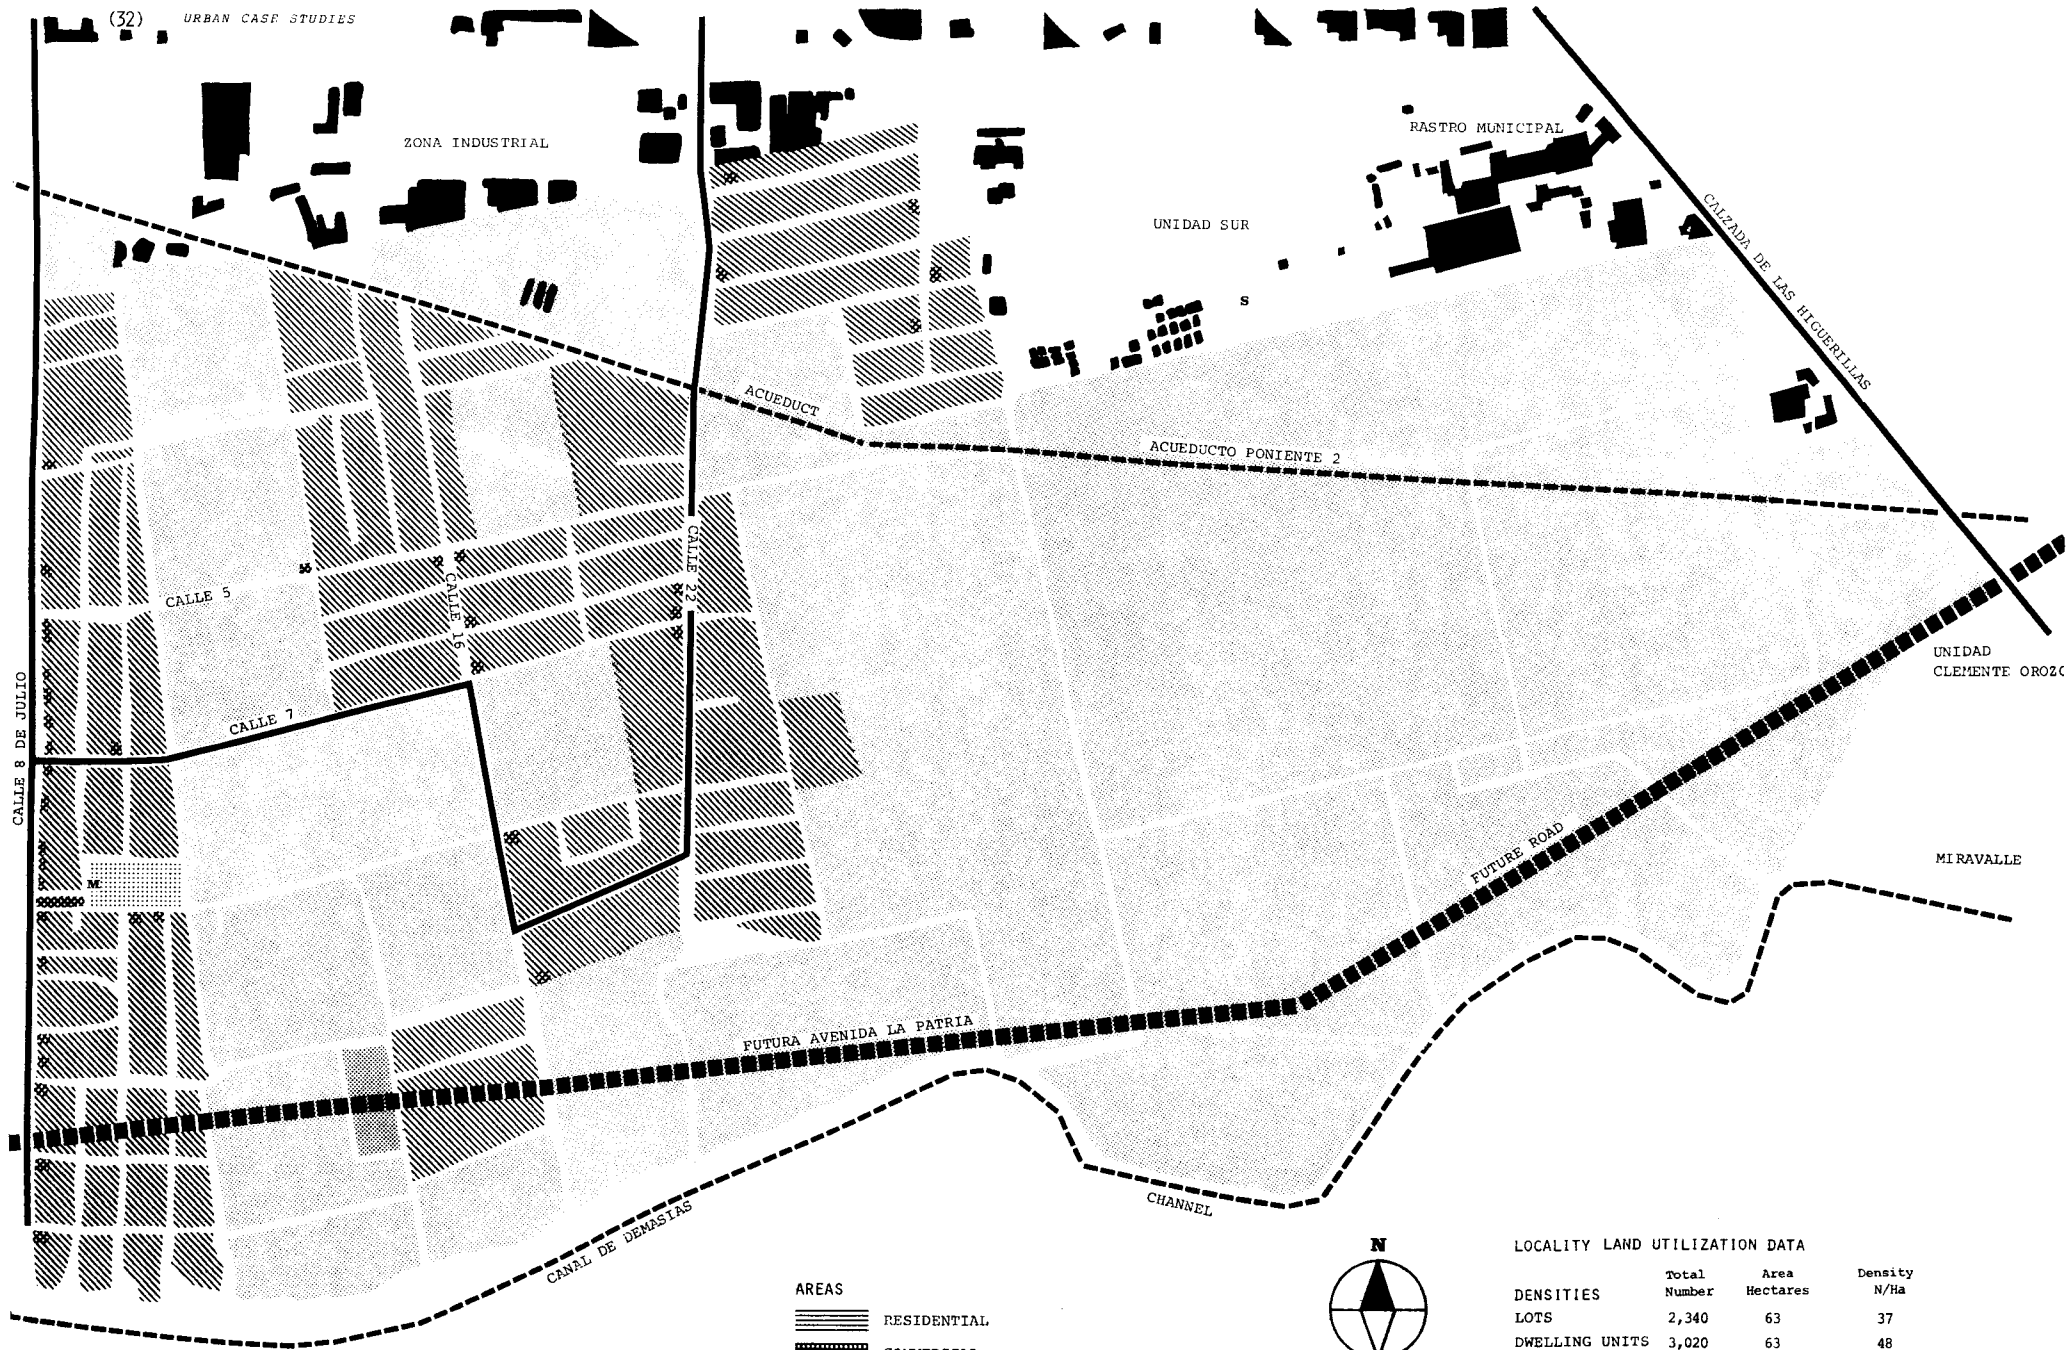 (32) URBAN CASE STUDIES
ZONA INDUSTRIAL
RASTRO MUNICIPAL
UNIDAD SUR
S
CALZADA DE LAS HIGUERILLAS
ACUEDUCT
ACUEDUCTO PONIENTE 2
CALLE 5
CALLE 16
CALLE 22
CALLE 7
CALLE 8 DE JULIO
UNIDAD
CLEMENTE OROZC
M
MIRAVALLE
FUTURE ROAD
FUTURA AVENIDA LA PATRIA
CHANNEL
CANAL DE DEMASIAS
N
AREAS
RESIDENTIAL
LOCALITY LAND UTILIZATION DATA
DENSITIES Total Number Area Hectares Density N/Ha
LOTS 2,340 63 37
DWELLING UNITS 3,020 63 48